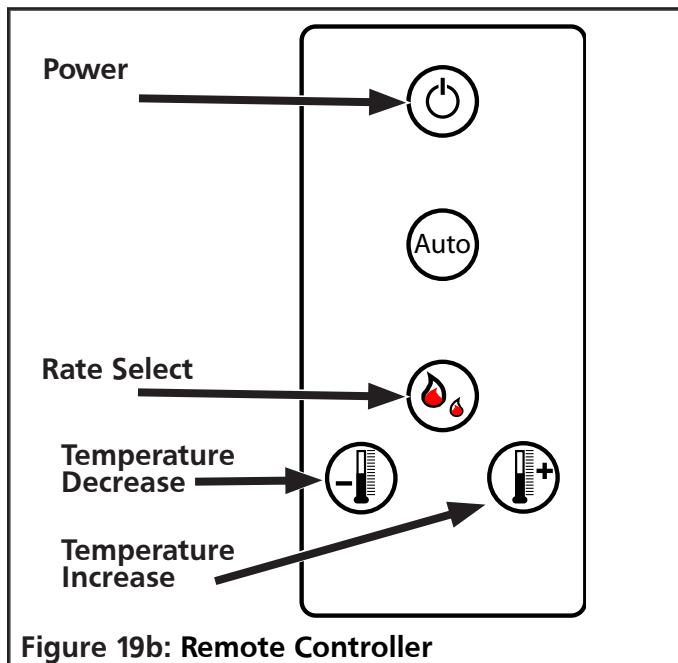 Power
Auto
Rate Select
Temperature
Decrease
Temperature
Increase
Figure 19b: Remote Controller